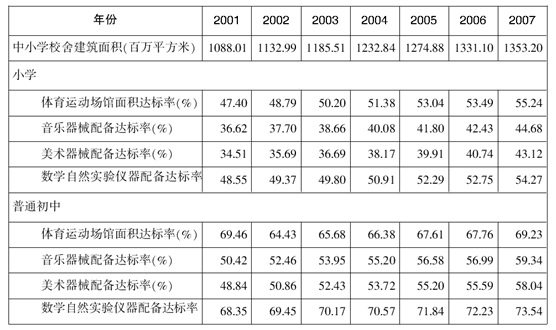 年份 2001 2002 2003 2004 2005 2006 2007
中小学校舍建筑面积(百万平方米) 1088.01 1132.99 1185.51 1232.84 1274.88 1331.10 1353.20
小学
体育运动场馆面积达标率(%) 47.40 48.79 50.20 51.38 53.04 53.49 55.24
音乐器械配备达标率(%) 36.62 37.70 38.66 40.08 41.80 42.43 44.68
美术器械配备达标率(%) 34.51 35.69 36.69 38.17 39.91 40.74 43.12
数学自然实验仪器配备达标率 48.55 49.37 49.80 50.91 52.29 52.75 54.27
普通初中
体育运动场馆面积达标率(%) 69.46 64.43 65.68 66.38 67.61 67.76 69.23
音乐器械配备达标率(%) 50.42 52.46 53.95 55.20 56.58 56.99 59.34
美术器械配备达标率(%) 48.84 50.86 52.43 53.72 55.20 55.59 58.04
数学自然实验仪器配备达标率 68.35 69.45 70.17 70.57 71.84 72.23 73.54